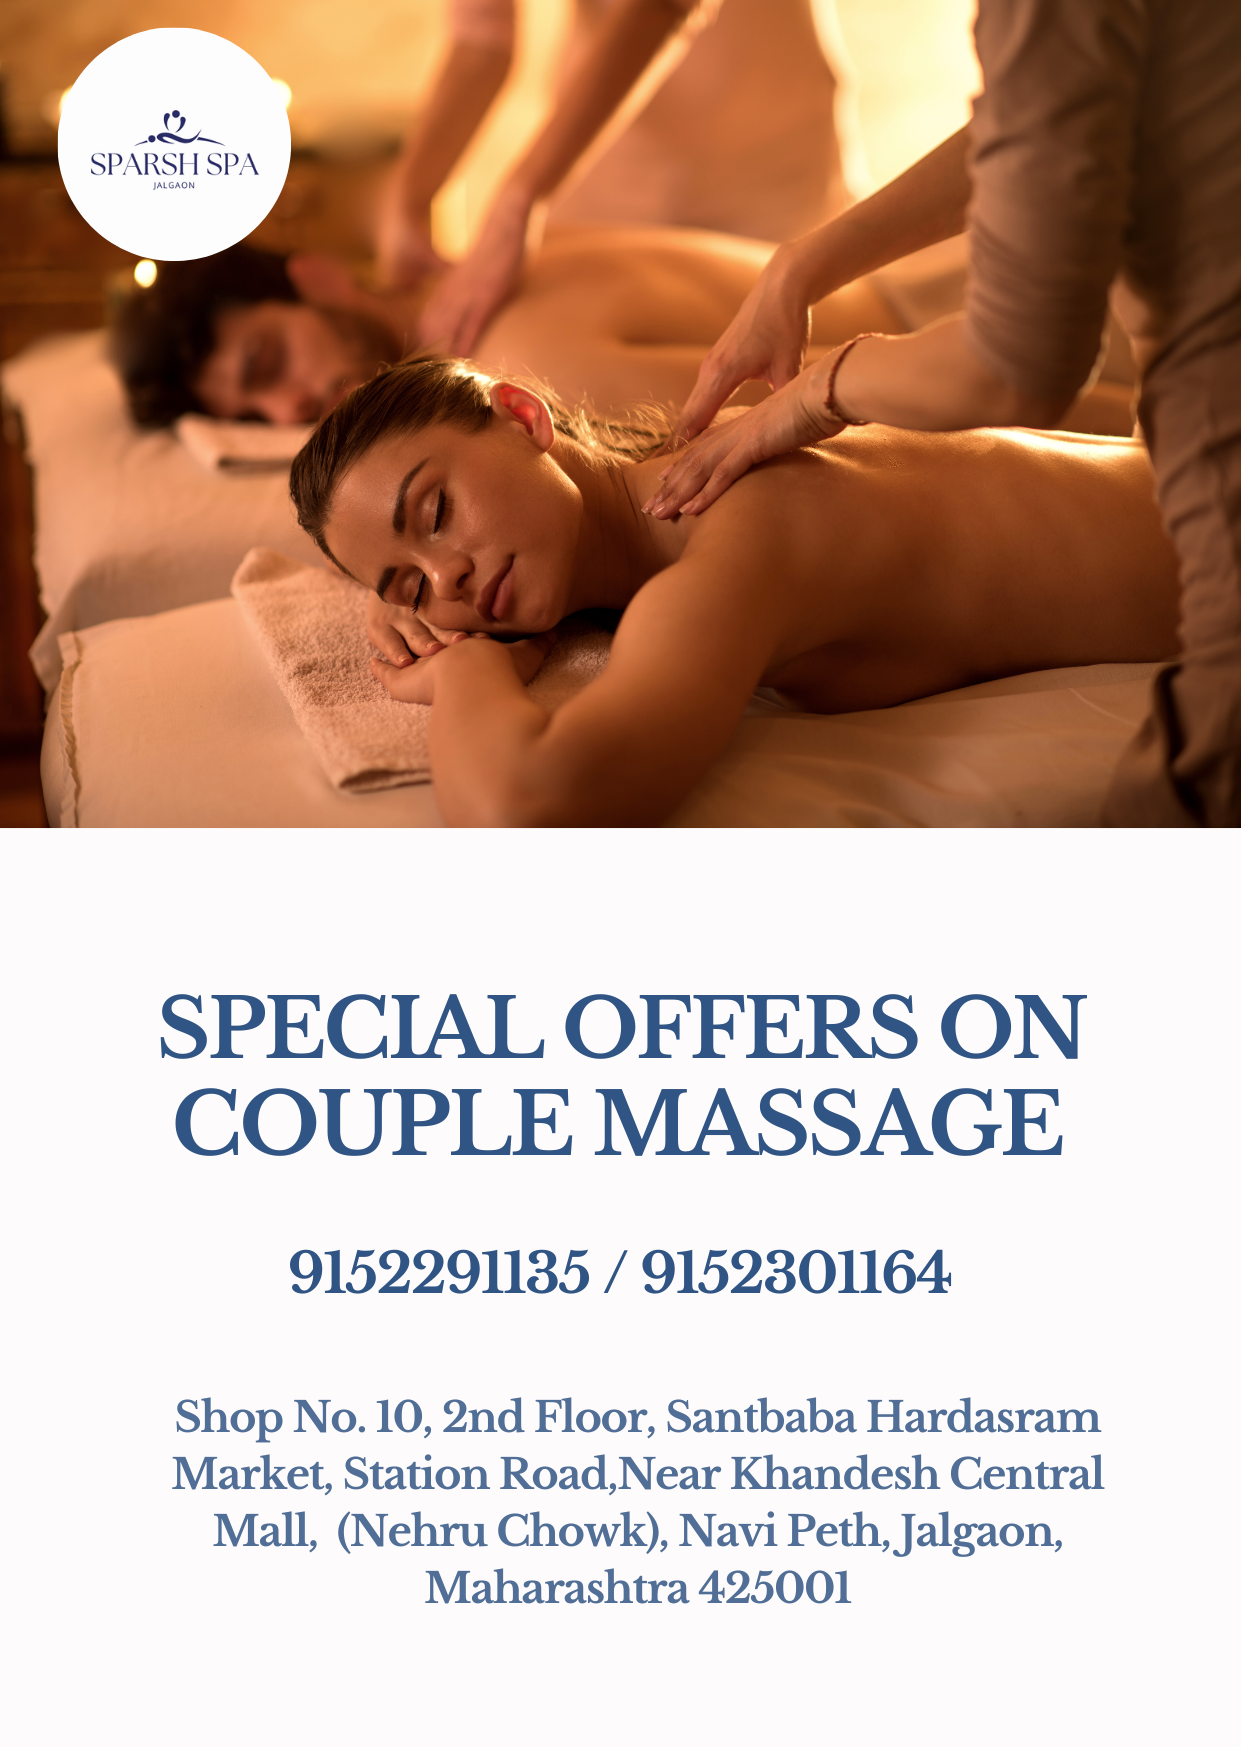 SPARSH SPA
JALGAON
SPECIAL OFFERS ON
COUPLE MASSAGE
9152291135 / 9152301164
Shop No. 10, 2nd Floor, Santbaba Hardasram
Market, Station Road,Near Khandesh Central
Mall,  (Nehru Chowk), Navi Peth, Jalgaon,
Maharashtra 425001